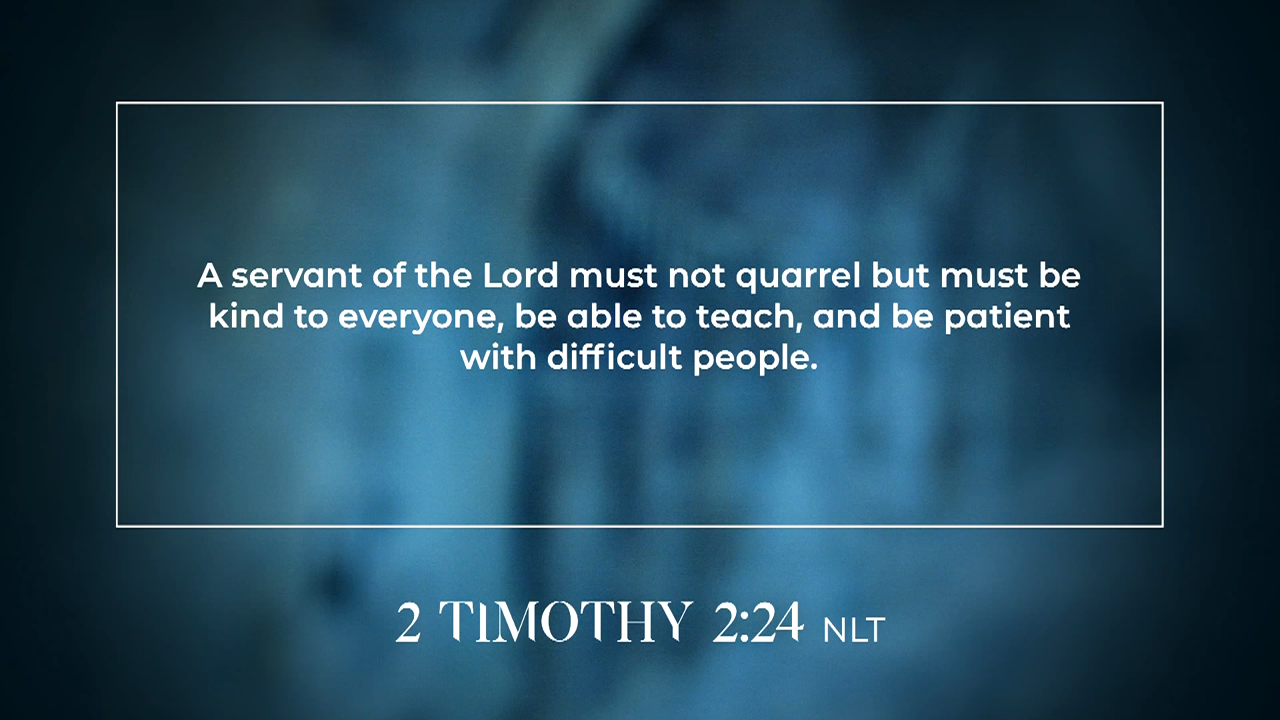 A servant of the Lord must not quarrel but must be
kind to everyone, be able to teach, and be patient
with difficult people.
2 TIMOTHY 2:24 NLT